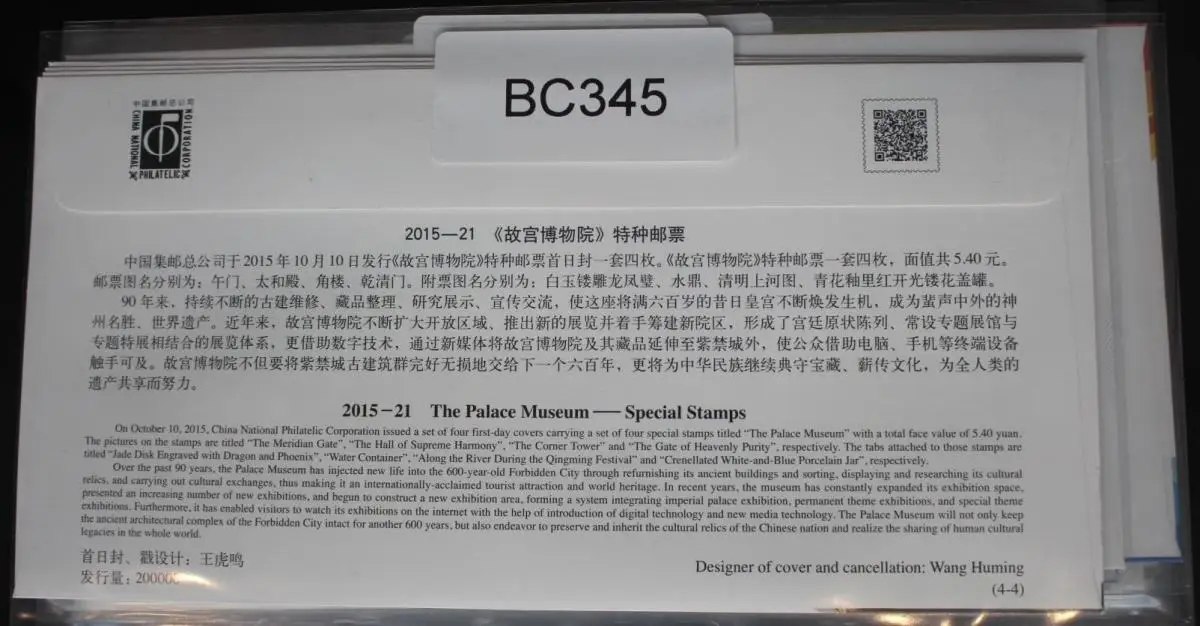 BC345
中国集邮总公司
CHINA NATIONAL
PHILATELIC
CORPORATION
2015—21 《故宫博物院》特种邮票
中国集邮总公司于2015年10月10日发行《故宫博物院》特种邮票首日封一套四枚。《故宫博物院》特种邮票一套四枚，面值共5.40元。
邮票图名分别为：午门、太和殿、角楼、乾清门。附票图名分别为：白玉镂雕龙凤璧、水鼎、清明上河图、青花釉里红开光镂花盖罐。
90年来，持续不断的古建维修、藏品整理、研究展示、宣传交流，使这座将满六百岁的昔日皇宫不断焕发生机，成为蜚声中外的神
州名胜、世界遗产。近年来，故宫博物院不断扩大开放区域、推出新的展览并着手筹建新院区，形成了宫廷原状陈列、常设专题展馆与
专题特展相结合的展览体系，更借助数字技术，通过新媒体将故宫博物院及其藏品延伸至紫禁城外，使公众借助电脑、手机等终端设备
触手可及。故宫博物院不但要将紫禁城古建筑群完好无损地交给下一个六百年，更将为中华民族继续典守宝藏、薪传文化，为全人类的
遗产共享而努力。
2015－21 The Palace Museum — Special Stamps
On October 10, 2015, China National Philatelic Corporation issued a set of four first-day covers carrying a set of four special stamps titled “The Palace Museum” with a total face value of 5.40 yuan.
The pictures on the stamps are titled “The Meridian Gate”, “The Hall of Supreme Harmony”, “The Corner Tower” and “The Gate of Heavenly Purity”, respectively. The tabs attached to those stamps are
titled “Jade Disk Engraved with Dragon and Phoenix”, “Water Container”, “Along the River During the Qingming Festival” and “Crenellated White-and-Blue Porcelain Jar”, respectively.
Over the past 90 years, the Palace Museum has injected new life into the 600-year-old Forbidden City through refurnishing its ancient buildings and sorting, displaying and researching its cultural
relics, and carrying out cultural exchanges, thus making it an internationally-acclaimed tourist attraction and world heritage. In recent years, the museum has constantly expanded its exhibition space,
presented an increasing number of new exhibitions, and begun to construct a new exhibition area, forming a system integrating imperial palace exhibition, permanent theme exhibitions, and special theme
exhibitions. Furthermore, it has enabled visitors to watch its exhibitions on the internet with the help of introduction of digital technology and new media technology. The Palace Museum will not only keep
the ancient architectural complex of the Forbidden City intact for another 600 years, but also endeavor to preserve and inherit the cultural relics of the Chinese nation and realize the sharing of human cultural
legacies in the whole world.
首日封、戳设计：王虎鸣
发行量：200000
Designer of cover and cancellation: Wang Huming
(4-4)